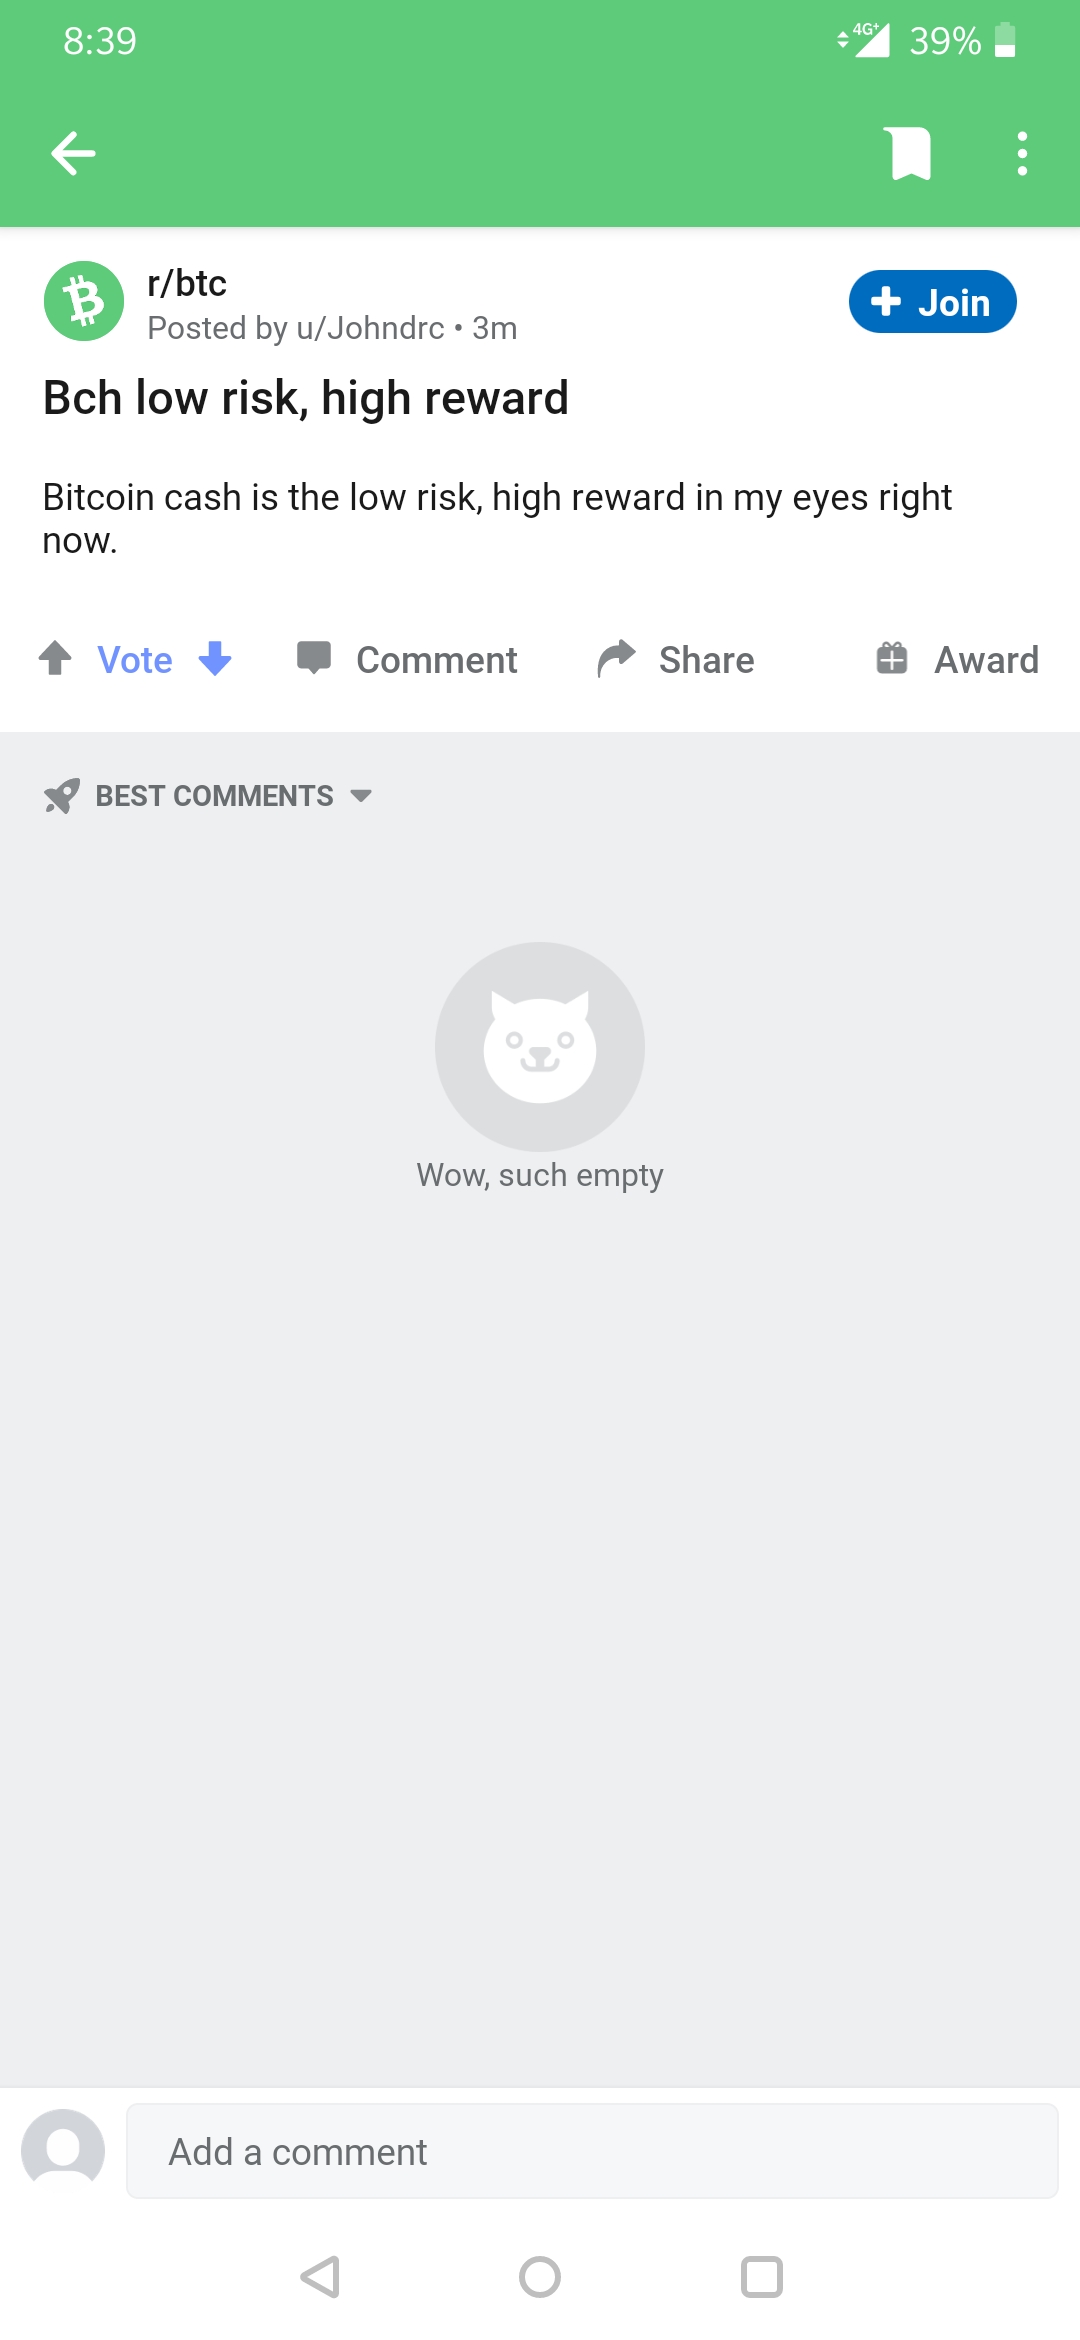 8:39
4G+ 39%
r/btc
Posted by u/Johndrc • 3m
Join
Bch low risk, high reward
Bitcoin cash is the low risk, high reward in my eyes right
now.
Vote Comment Share Award
BEST COMMENTS
Wow, such empty
Add a comment